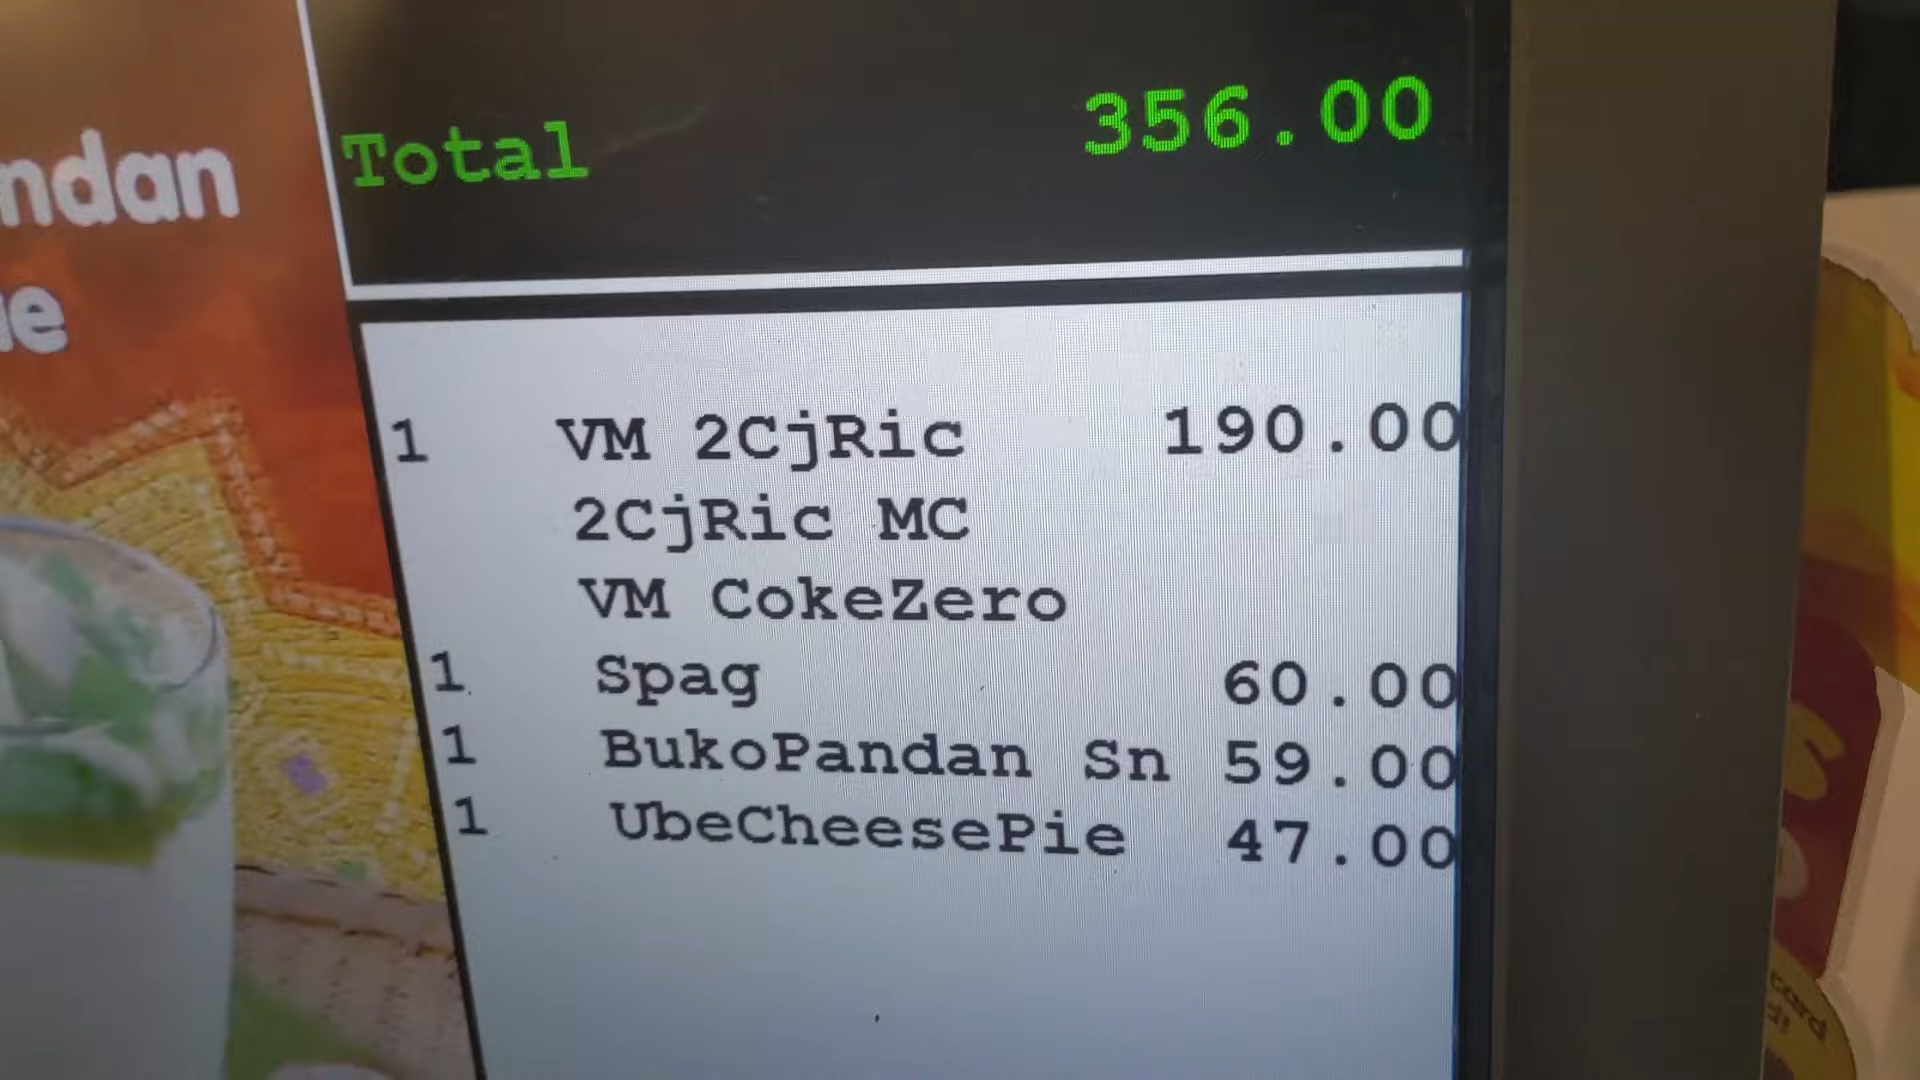 ndan
e
Total 356.00
1 VM 2CjRic 190.00
2CjRic MC
VM CokeZero
1 Spag 60.00
1 BukoPandan Sn 59.00
1 UbeCheesePie 47.00